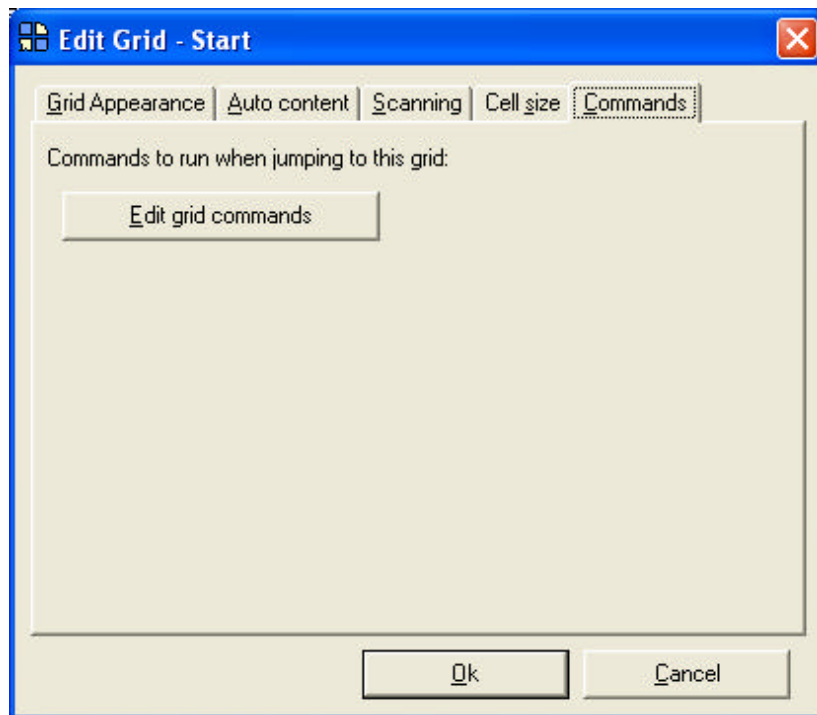 Edit Grid - Start
Grid Appearance Auto content Scanning Cell size Commands
Commands to run when jumping to this grid:
Edit grid commands
Ok Cancel